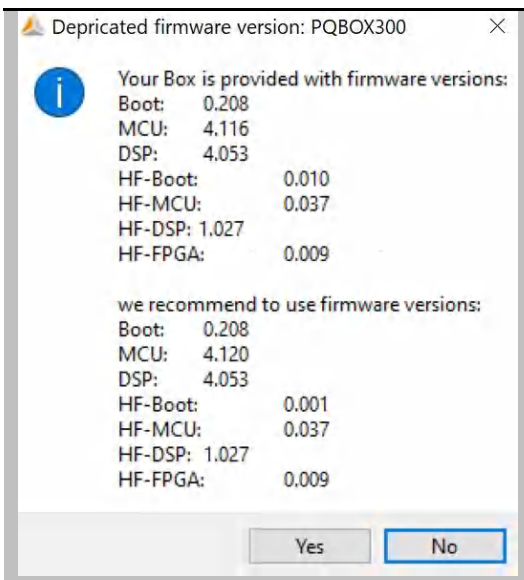 Depricated firmware version: PQBOX300
Your Box is provided with firmware versions:
Boot: 0.208
MCU: 4.116
DSP: 4.053
HF-Boot: 0.010
HF-MCU: 0.037
HF-DSP: 1.027
HF-FPGA: 0.009
we recommend to use firmware versions:
Boot: 0.208
MCU: 4.120
DSP: 4.053
HF-Boot: 0.001
HF-MCU: 0.037
HF-DSP: 1.027
HF-FPGA: 0.009
Yes No